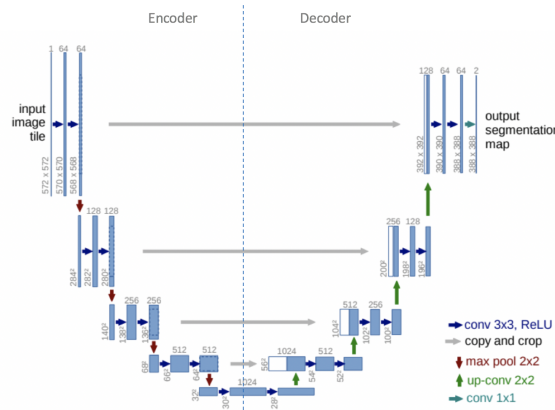 Encoder
Decoder
1 64 64
128 64 64 2
input
image
tile
output
segmentation
map
572 x 572
570 x 570
568 x 568
392 x 392
390 x 390
388 x 388
388 x 388
128 128
256 128
284²
282²
280²
200²
198²
196²
256 256
512 256
140²
138²
136²
104²
102²
100²
512 512
1024 512
68²
66²
64²
56²
54²
52²
1024
32²
30²
28²
conv 3x3, ReLU
copy and crop
max pool 2x2
up-conv 2x2
conv 1x1